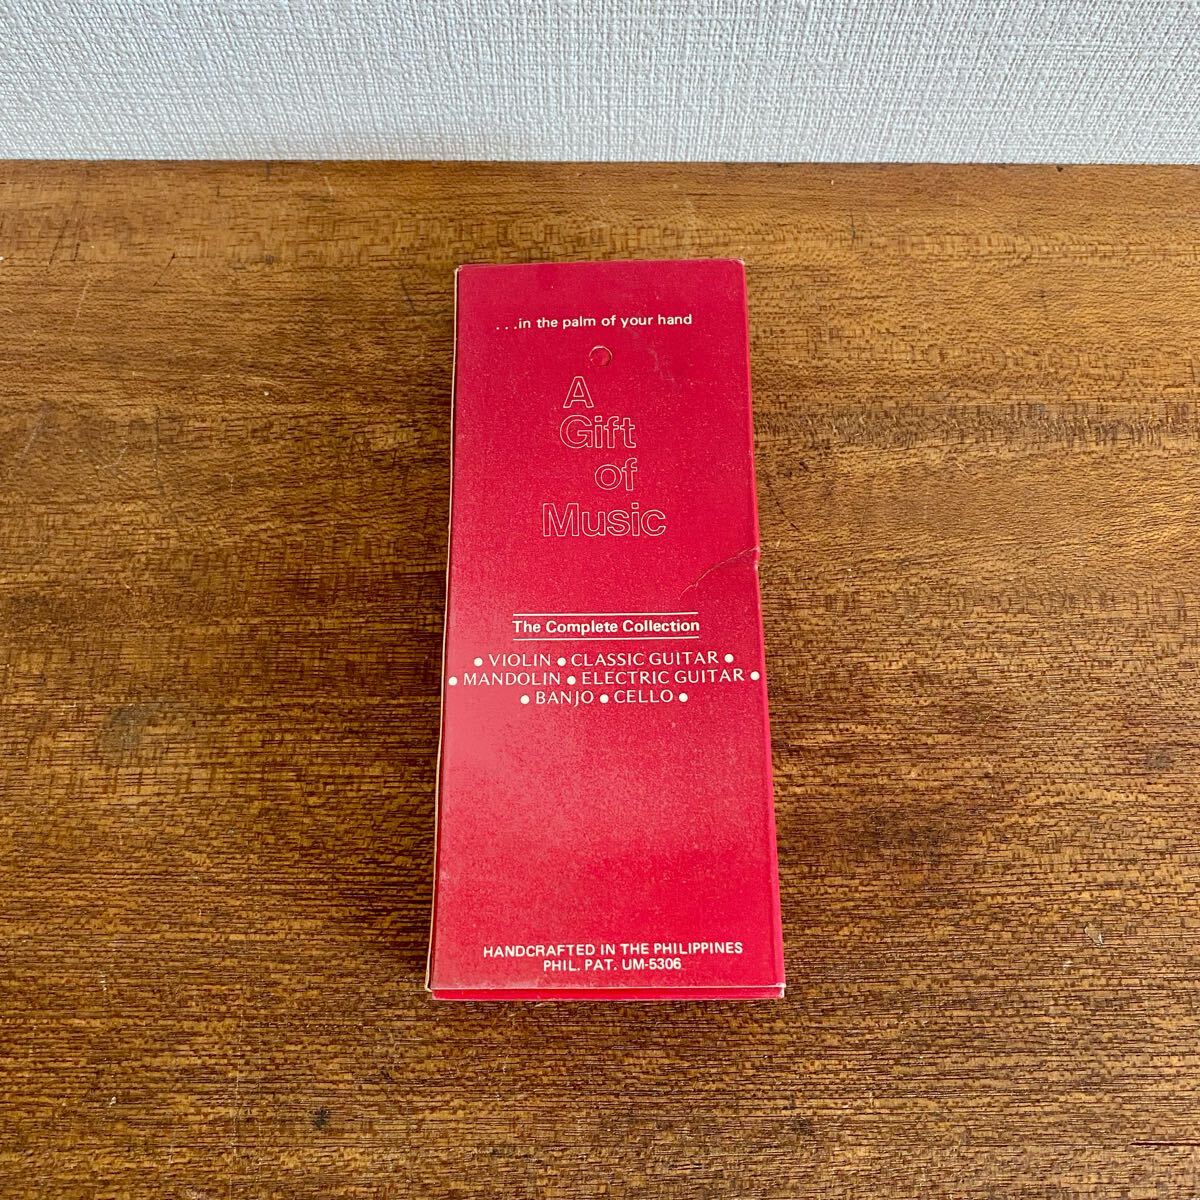 ...in the palm of your hand
A
Gift
of
Music
The Complete Collection
● VIOLIN ● CLASSIC GUITAR ●
● MANDOLIN ● ELECTRIC GUITAR ●
● BANJO ● CELLO ●
HANDCRAFTED IN THE PHILIPPINES
PHIL. PAT. UM-5306